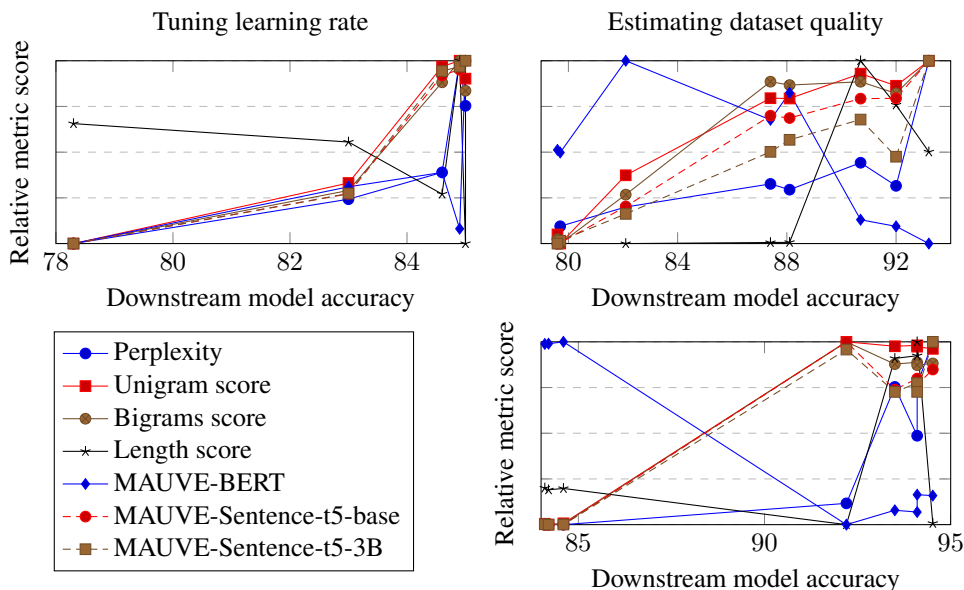 Tuning learning rate
Relative metric score
78
80
82
84
Downstream model accuracy
Estimating dataset quality
80
84
88
92
Downstream model accuracy
Perplexity
Unigram score
Bigrams score
Length score
MAUVE-BERT
MAUVE-Sentence-t5-base
MAUVE-Sentence-t5-3B
Relative metric score
85
90
95
Downstream model accuracy